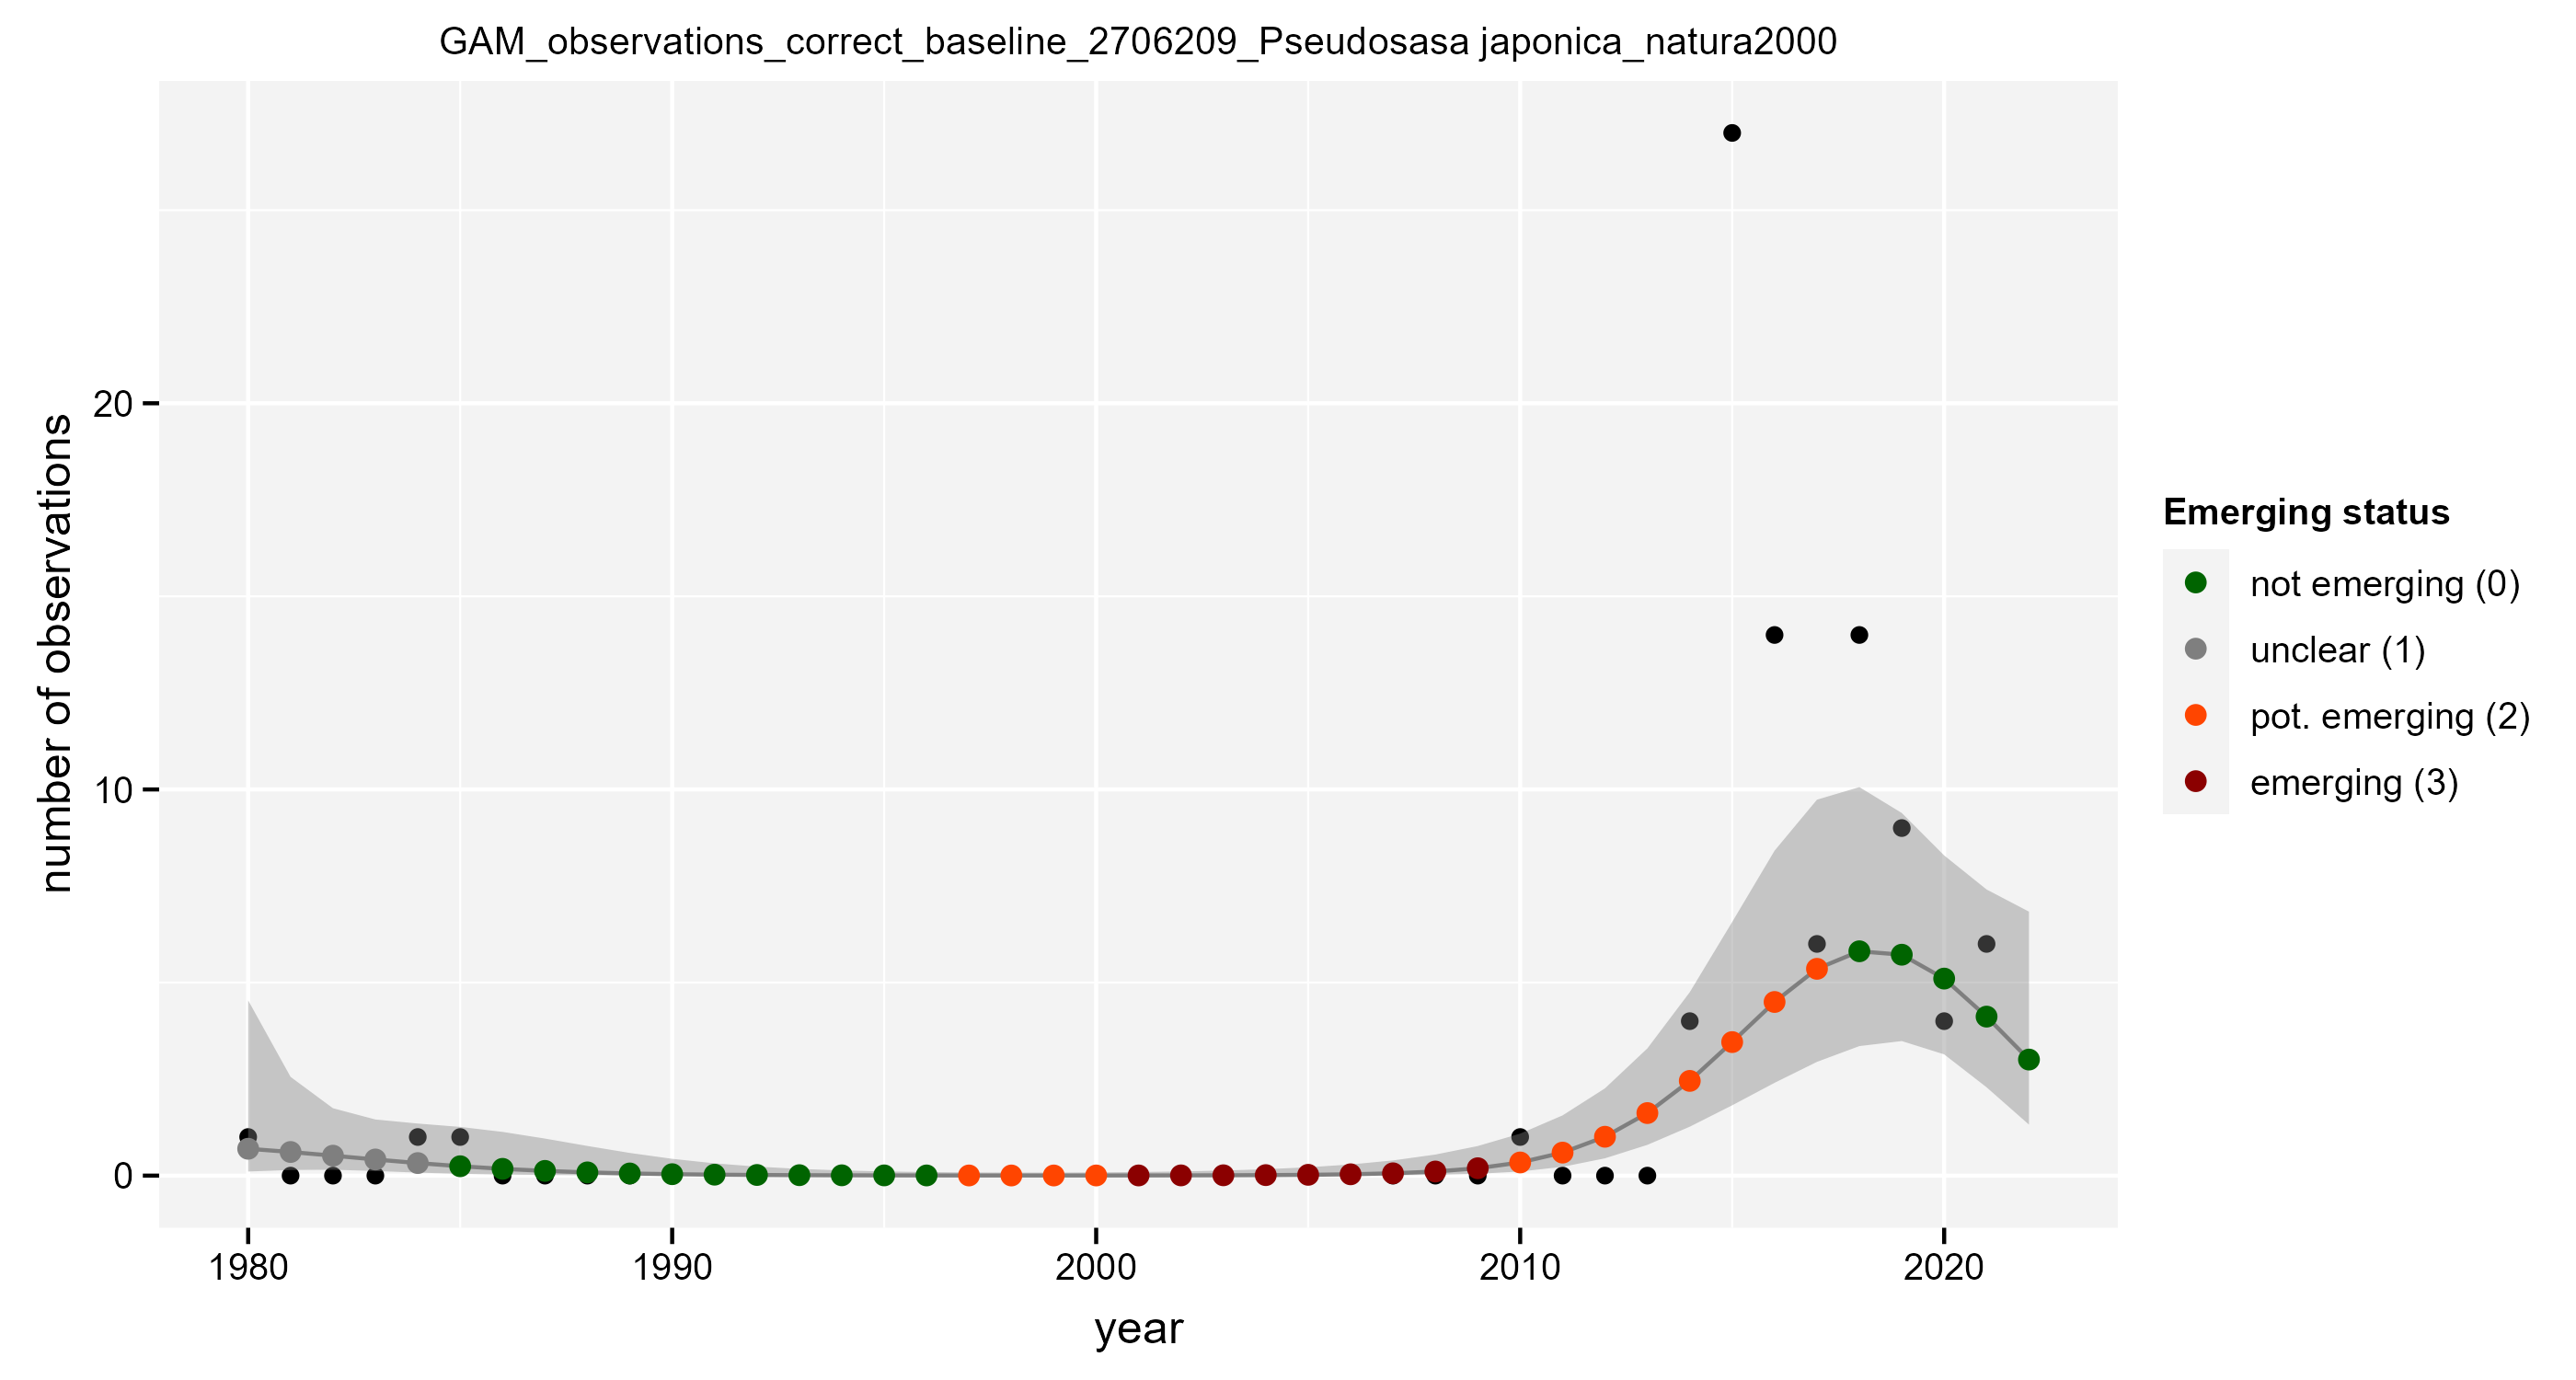 GAM_observations_correct_baseline_2706209_Pseudosasa japonica_natura2000
number of observations
20
10
0
1980
1990
2000
2010
2020
year
Emerging status
not emerging (0)
unclear (1)
pot. emerging (2)
emerging (3)